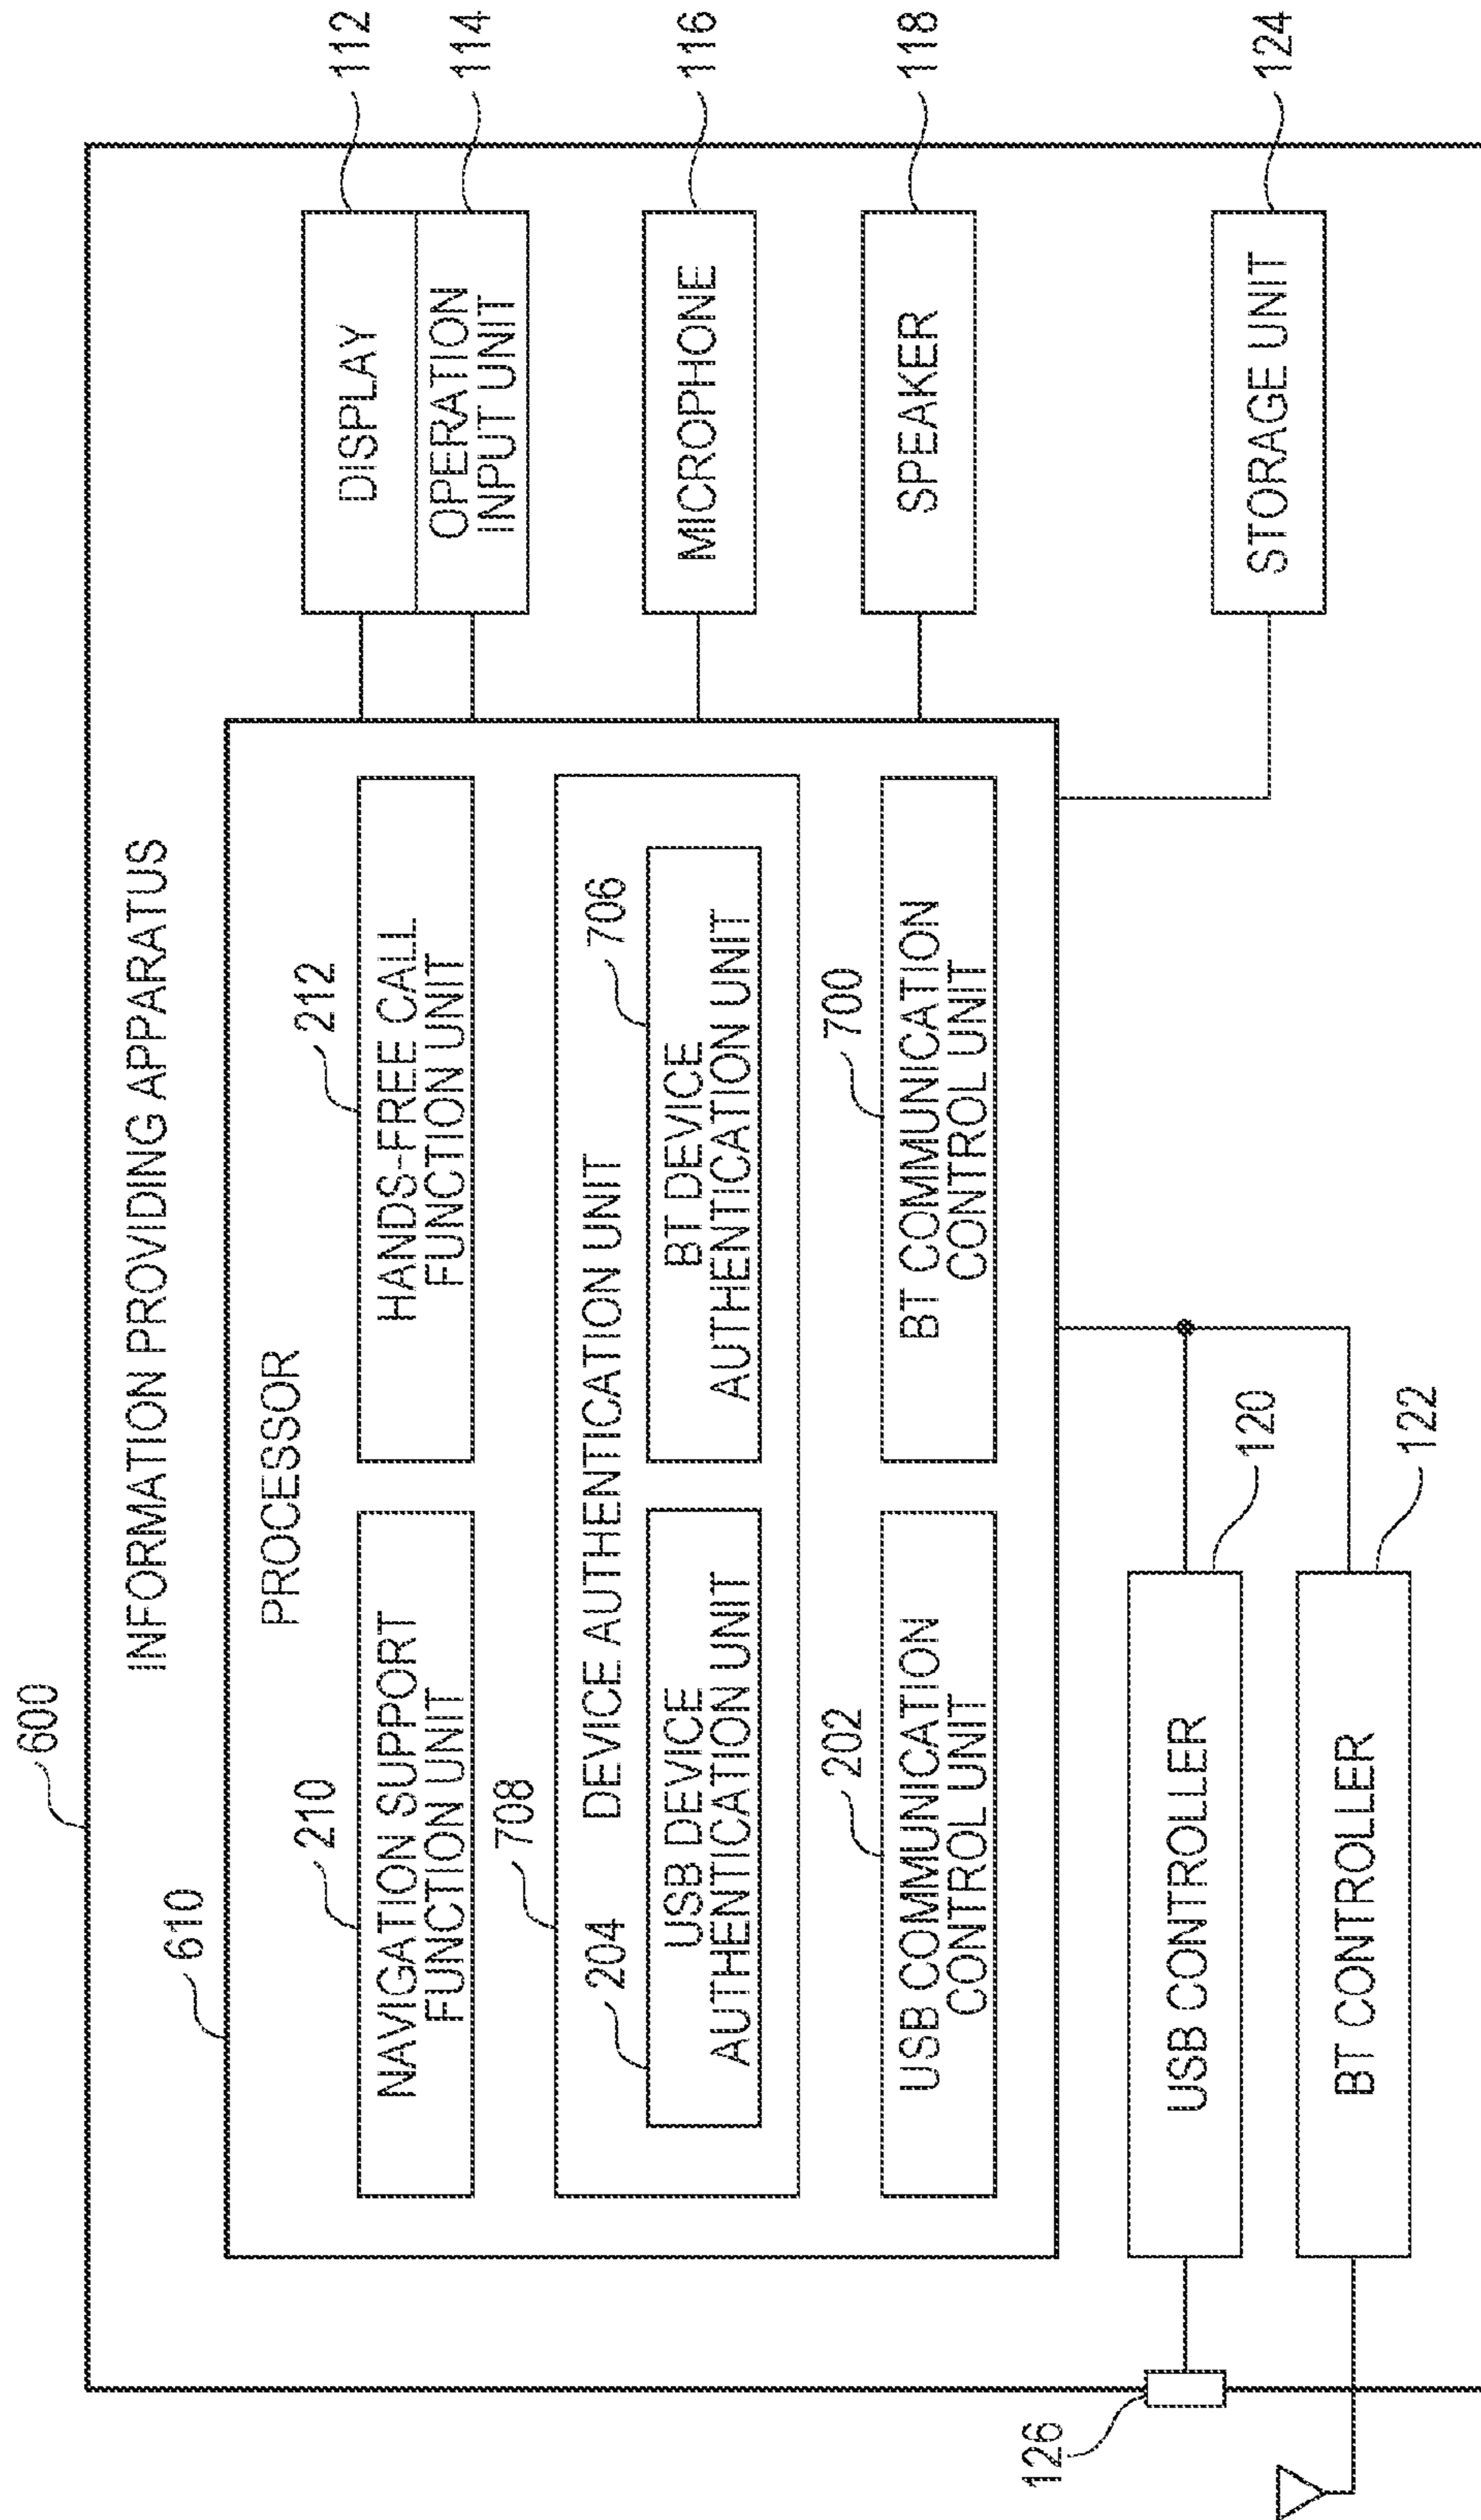 600
INFORMATION PROVIDING APPARATUS
610
PROCESSOR
210
NAVIGATION SUPPORT
FUNCTION UNIT
212
HANDS-FREE CALL
FUNCTION UNIT
708
DEVICE AUTHENTICATION UNIT
204
USB DEVICE
AUTHENTICATION UNIT
706
BT DEVICE
AUTHENTICATION UNIT
202
USB COMMUNICATION
CONTROL UNIT
700
BT COMMUNICATION
CONTROL UNIT
DISPLAY
112
OPERATION
INPUT UNIT
114
MICROPHONE
116
SPEAKER
118
STORAGE UNIT
124
126
USB CONTROLLER
120
BT CONTROLLER
122